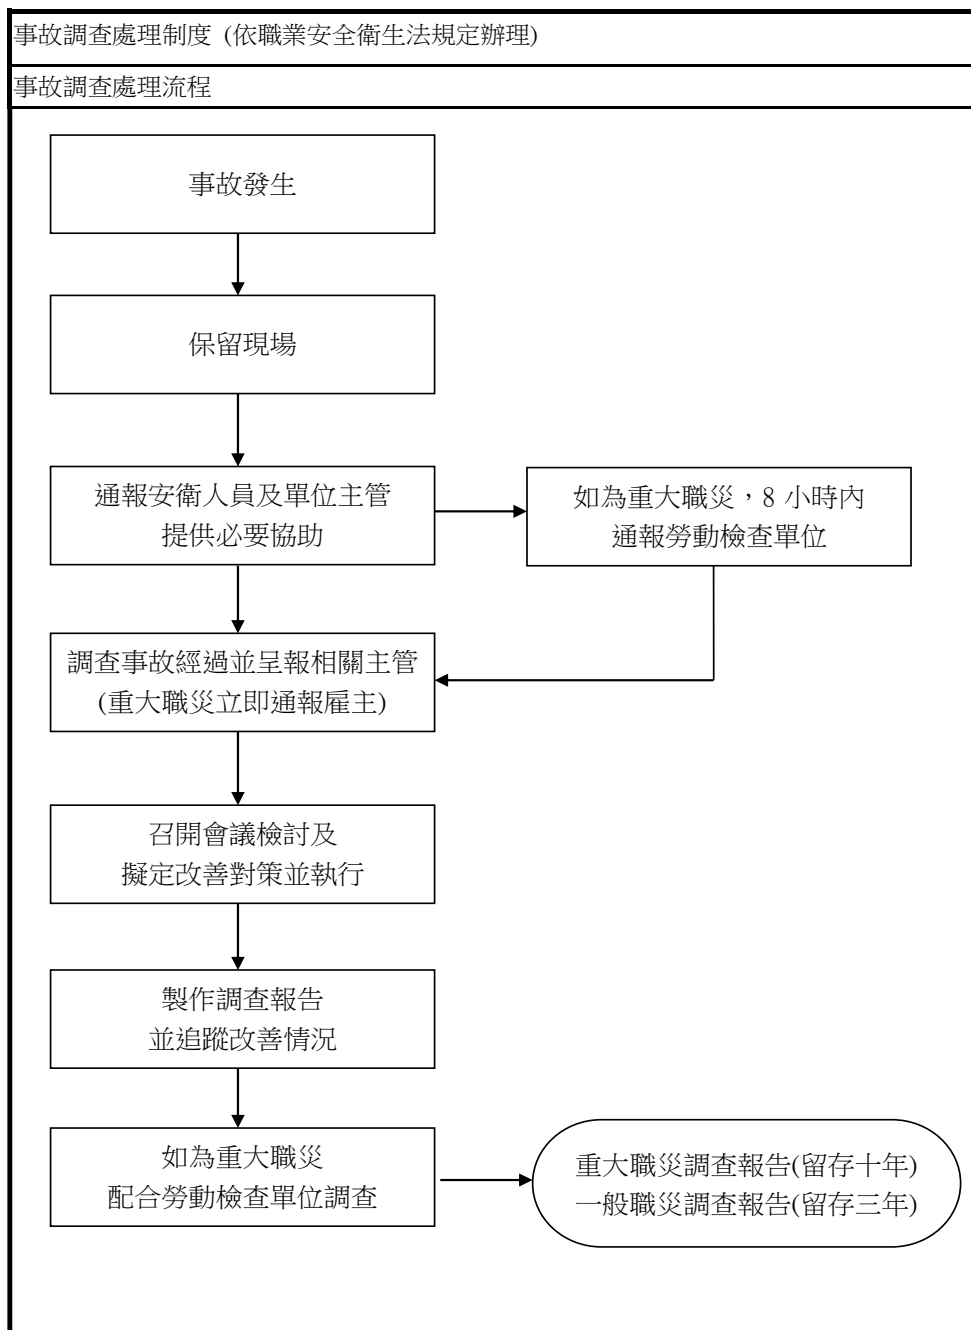 事故調查處理制度 (依職業安全衛生法規定辦理)
事故調查處理流程
事故發生
保留現場
通報安衛人員及單位主管
提供必要協助
如為重大職災，8 小時內
通報勞動檢查單位
調查事故經過並呈報相關主管
(重大職災立即通報雇主)
召開會議檢討及
擬定改善對策並執行
製作調查報告
並追蹤改善情況
如為重大職災
配合勞動檢查單位調查
重大職災調查報告(留存十年)
一般職災調查報告(留存三年)